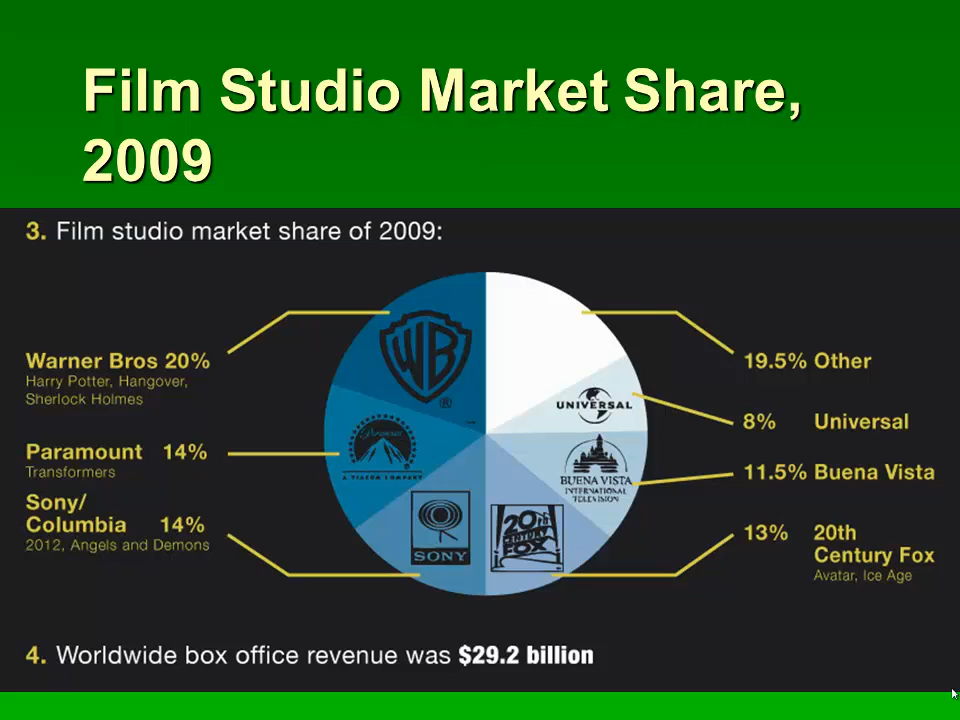 Film Studio Market Share,
2009
3. Film studio market share of 2009:
Warner Bros 20%
Harry Potter, Hangover,
Sherlock Holmes
Paramount 14%
Transformers
Sony/
Columbia 14%
2012, Angels and Demons
WB
®
Paramount
A VIACOM COMPANY
SONY
UNIVERSAL
BUENA VISTA
INTERNATIONAL
TELEVISION
20TH
CENTURY
FOX
19.5% Other
8% Universal
11.5% Buena Vista
13% 20th
Century Fox
Avatar, Ice Age
4. Worldwide box office revenue was $29.2 billion